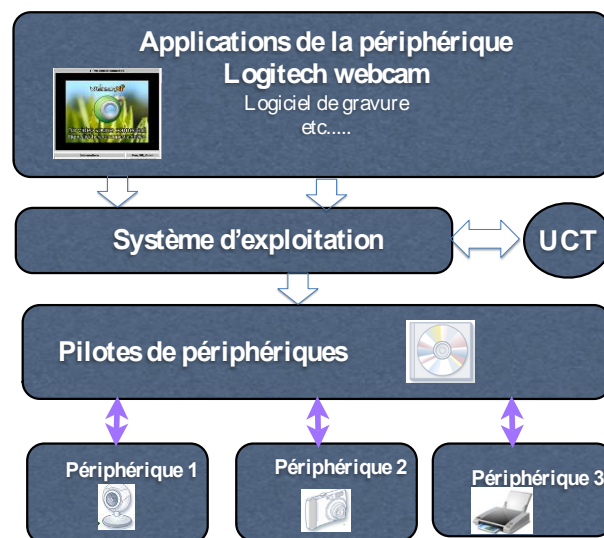 Applications de la périphérique
Logitech webcam
Logiciel de gravure
etc.....
Système d'exploitation
UCT
Pilotes de périphériques
Périphérique 1
Périphérique 2
Périphérique 3